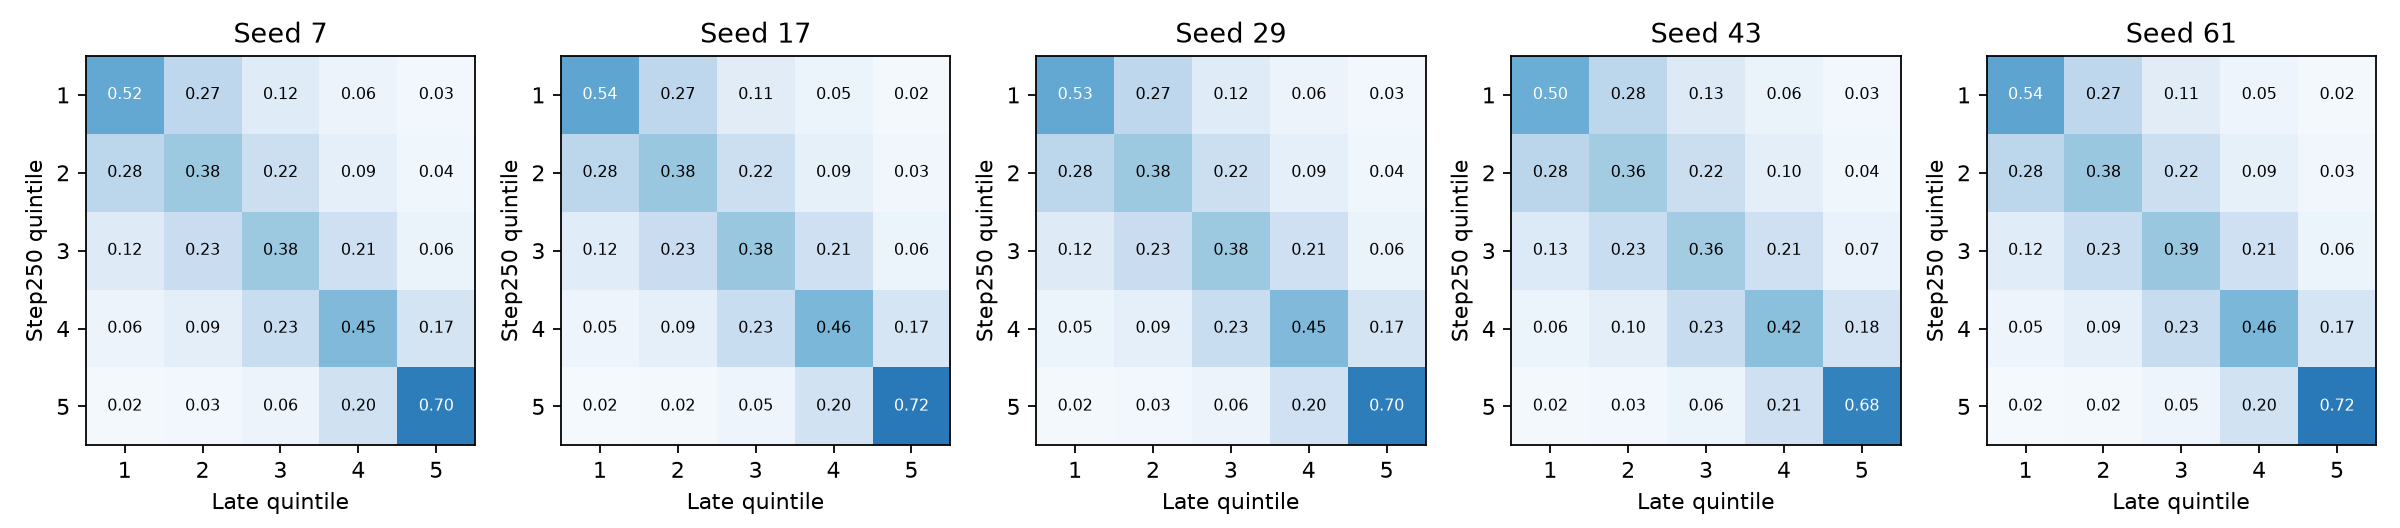 Seed 7
Step250 quintile
1 0.52 0.27 0.12 0.06 0.03
2 0.28 0.38 0.22 0.09 0.04
3 0.12 0.23 0.38 0.21 0.06
4 0.06 0.09 0.23 0.45 0.17
5 0.02 0.03 0.06 0.20 0.70
1 2 3 4 5
Late quintile
Seed 17
Step250 quintile
1 0.54 0.27 0.11 0.05 0.02
2 0.28 0.38 0.22 0.09 0.03
3 0.12 0.23 0.38 0.21 0.06
4 0.05 0.09 0.23 0.46 0.17
5 0.02 0.02 0.05 0.20 0.72
1 2 3 4 5
Late quintile
Seed 29
Step250 quintile
1 0.53 0.27 0.12 0.06 0.03
2 0.28 0.38 0.22 0.09 0.04
3 0.12 0.23 0.38 0.21 0.06
4 0.05 0.09 0.23 0.45 0.17
5 0.02 0.03 0.06 0.20 0.70
1 2 3 4 5
Late quintile
Seed 43
Step250 quintile
1 0.50 0.28 0.13 0.06 0.03
2 0.28 0.36 0.22 0.10 0.04
3 0.13 0.23 0.36 0.21 0.07
4 0.06 0.10 0.23 0.42 0.18
5 0.02 0.03 0.06 0.21 0.68
1 2 3 4 5
Late quintile
Seed 61
Step250 quintile
1 0.54 0.27 0.11 0.05 0.02
2 0.28 0.38 0.22 0.09 0.03
3 0.12 0.23 0.39 0.21 0.06
4 0.05 0.09 0.23 0.46 0.17
5 0.02 0.02 0.05 0.20 0.72
1 2 3 4 5
Late quintile